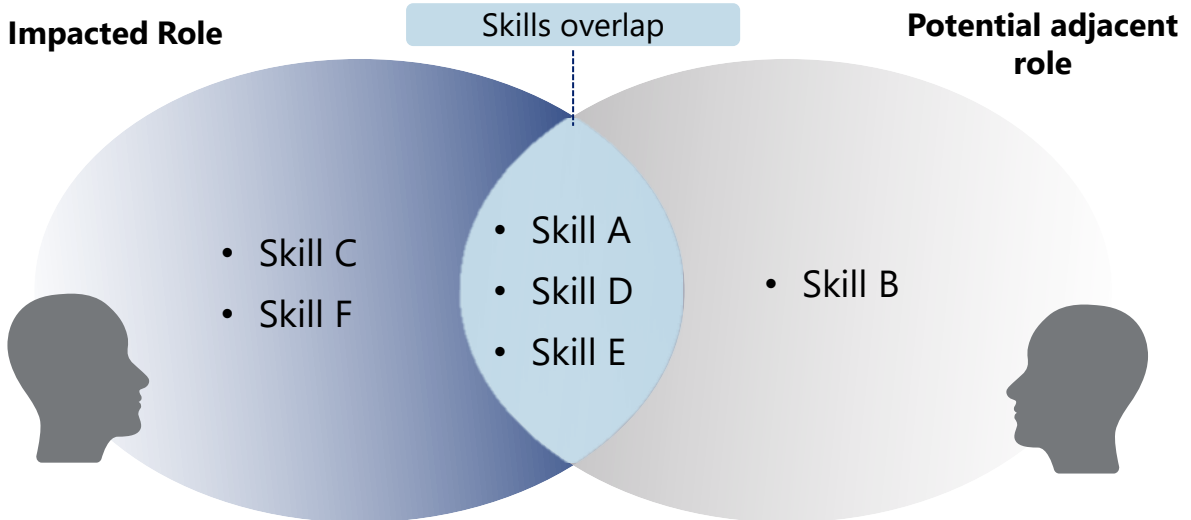 Impacted Role
Skills overlap
Potential adjacent
role
• Skill C
• Skill F
• Skill A
• Skill D
• Skill E
• Skill B